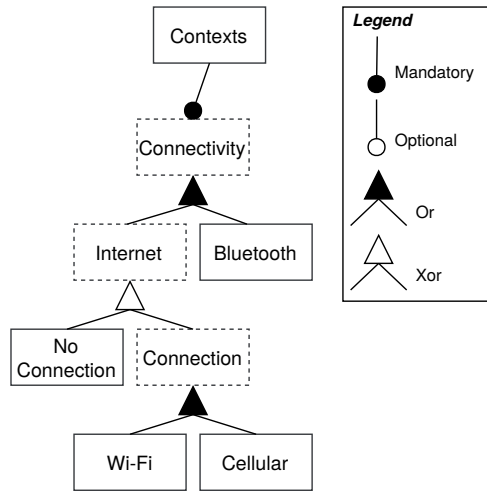 Contexts
Connectivity
Internet
Bluetooth
No
Connection
Connection
Wi-Fi
Cellular
Legend
Mandatory
Optional
Or
Xor